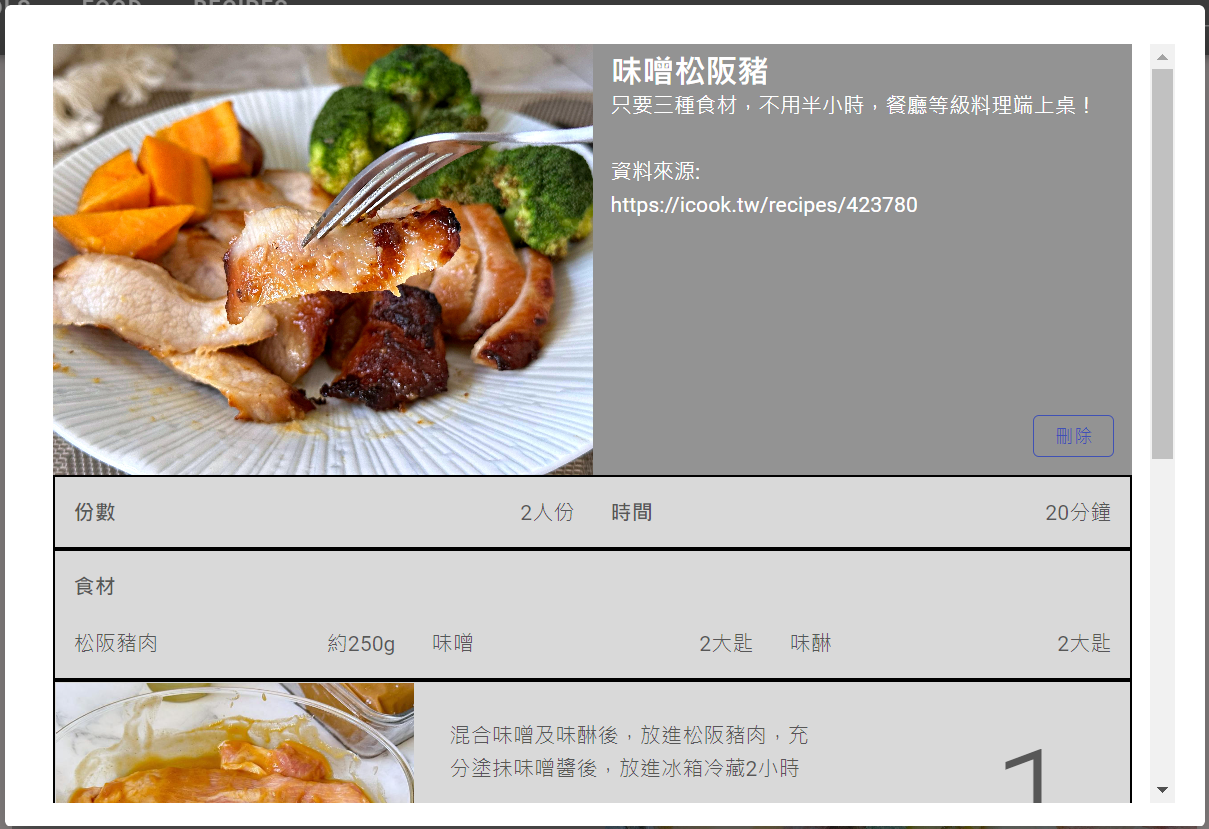 味噌松阪豬
只要三種食材，不用半小時，餐廳等級料理端上桌！
資料來源:
https://icook.tw/recipes/423780
刪除
份數 2人份 時間 20分鐘
食材
松阪豬肉 約250g 味噌 2大匙 味醂 2大匙
混合味噌及味醂後，放進松阪豬肉，充
分塗抹味噌醬後，放進冰箱冷藏2小時
1